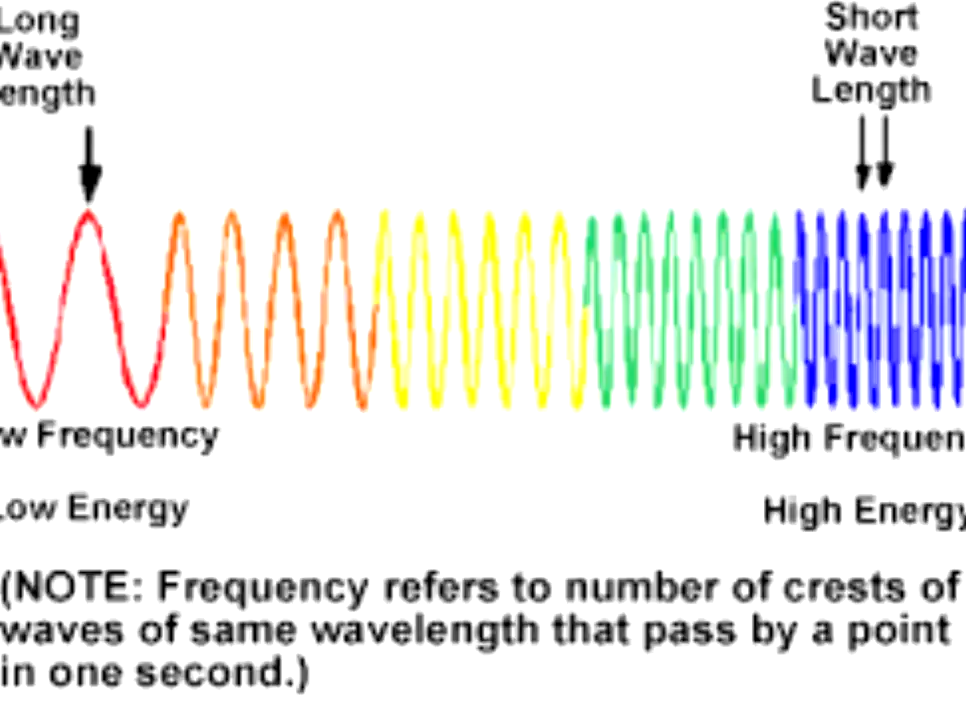 Long
Wave
ength
Short
Wave
Length
w Frequency
High Frequen
Low Energy
High Energy
(NOTE: Frequency refers to number of crests of
waves of same wavelength that pass by a point
in one second.)